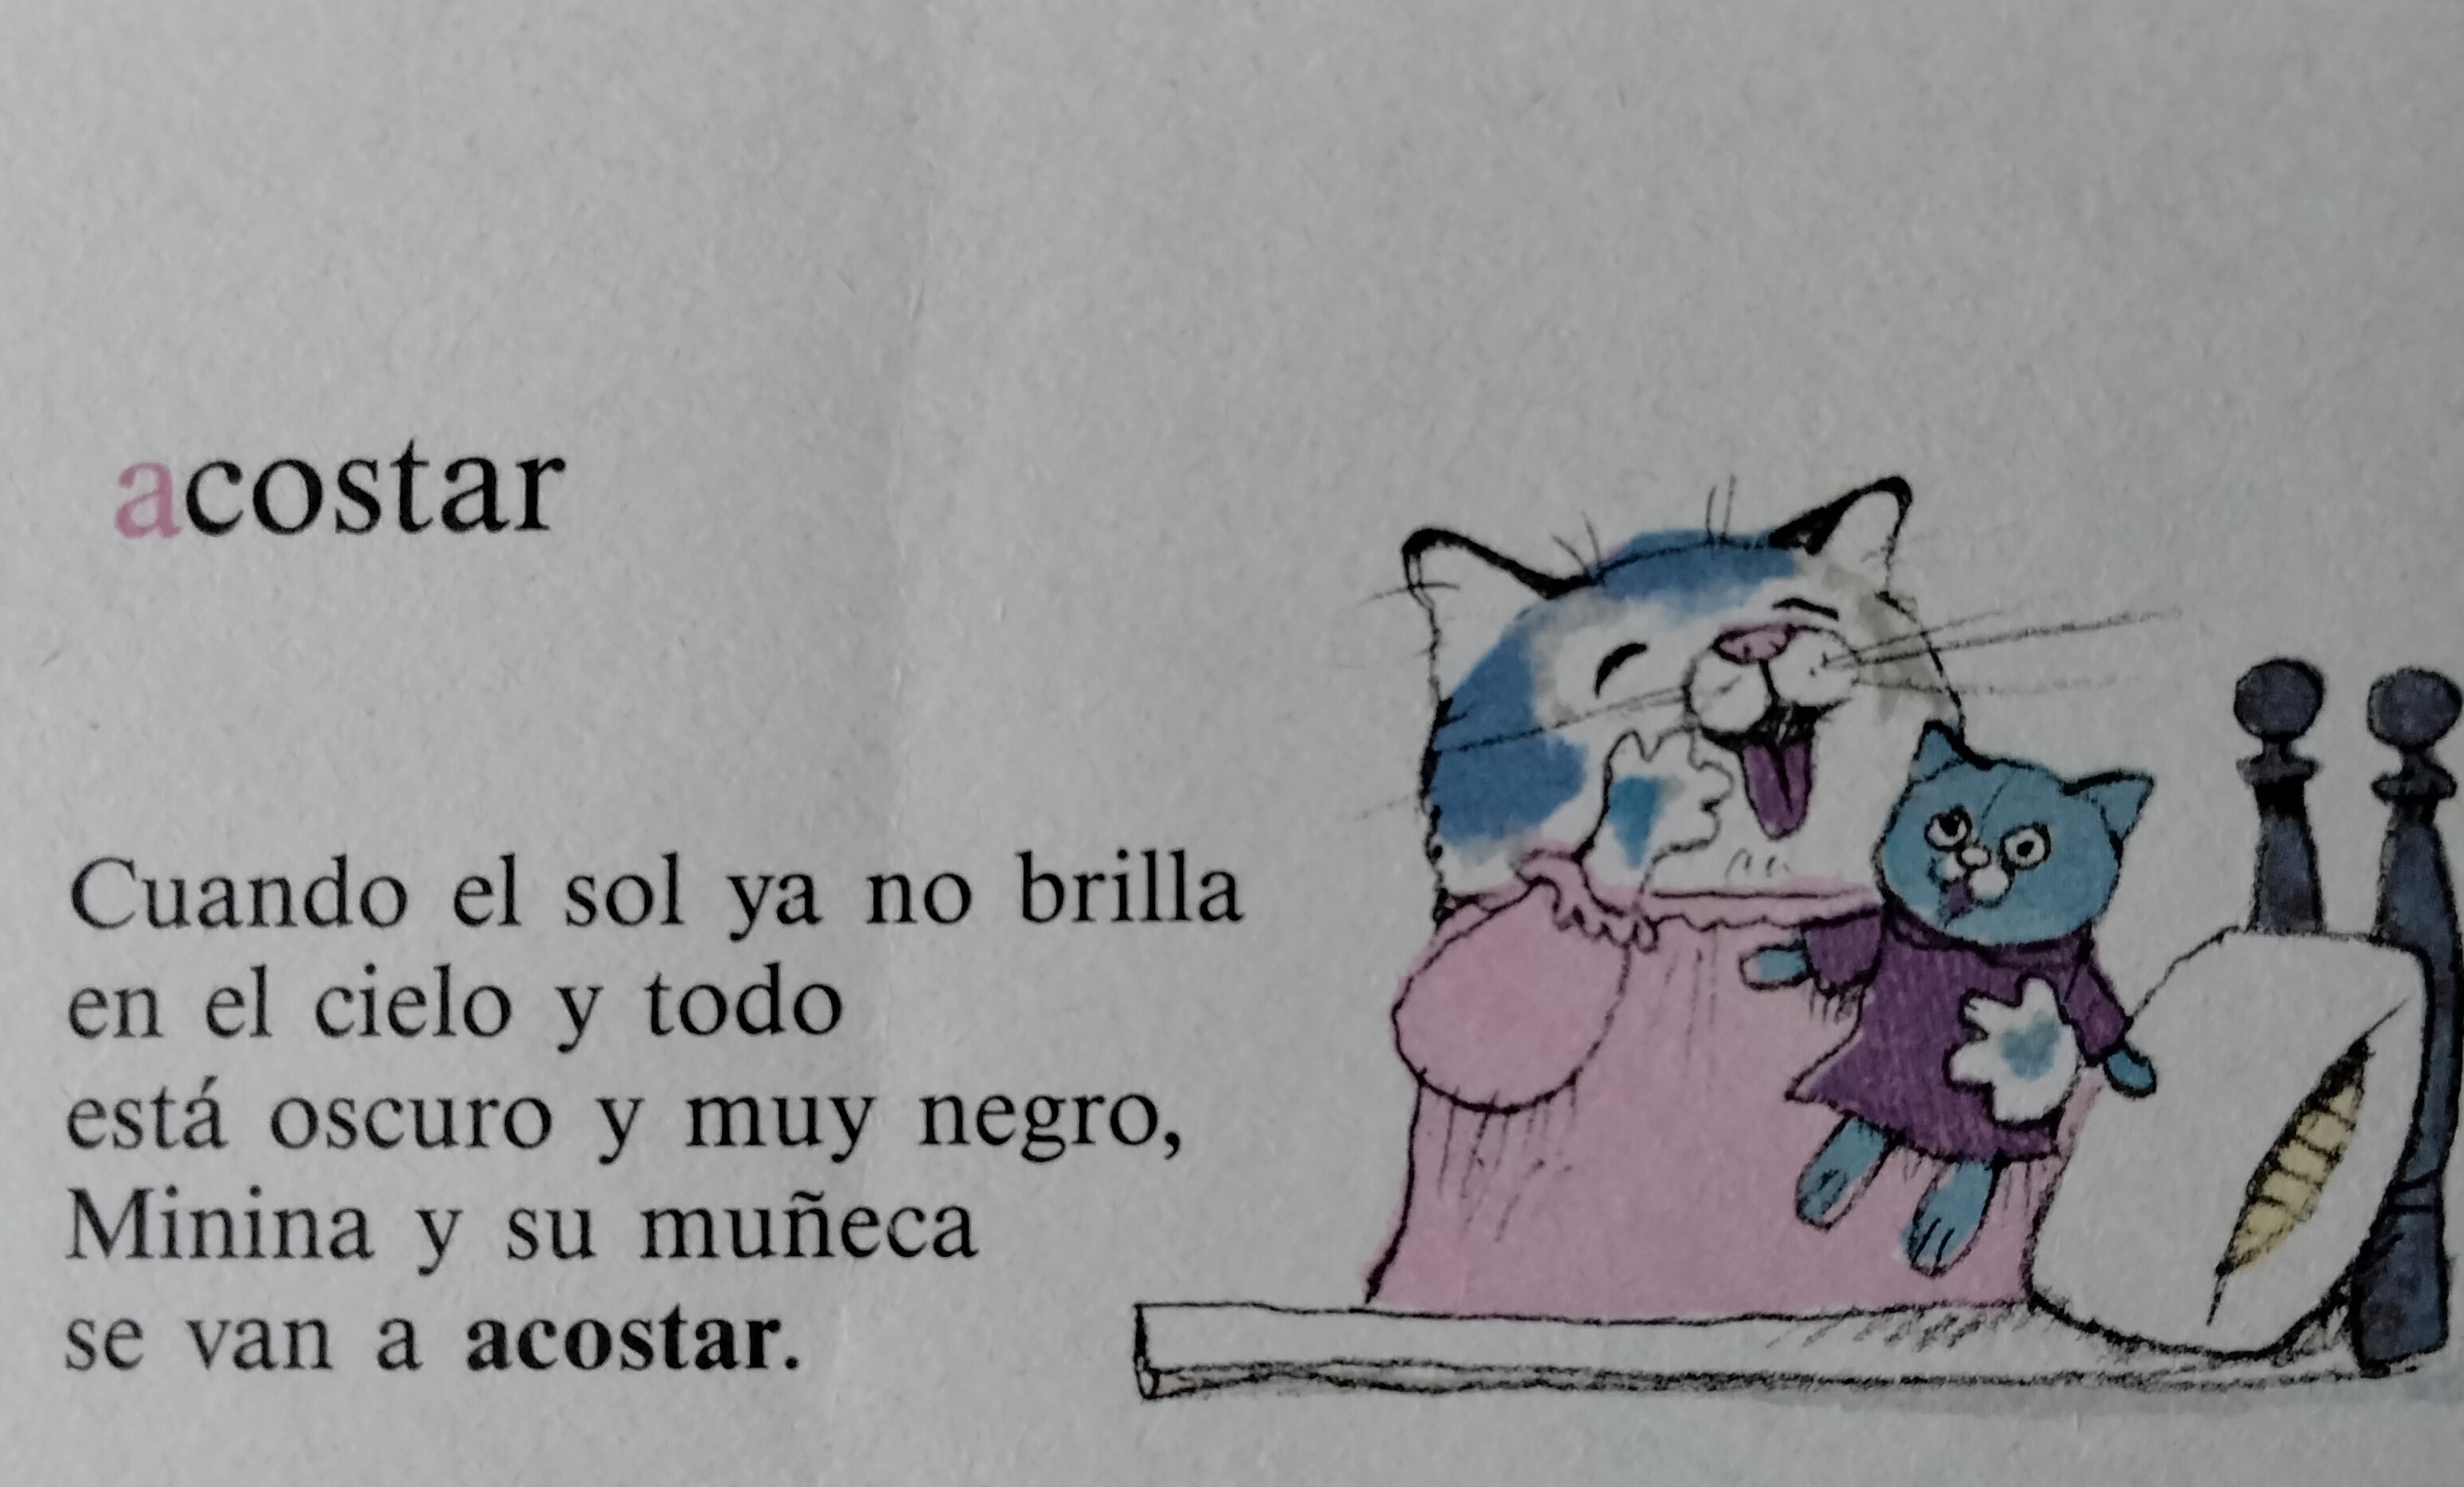 acostar
Cuando el sol ya no brilla
en el cielo y todo
está oscuro y muy negro,
Minina y su muñeca
se van a acostar.